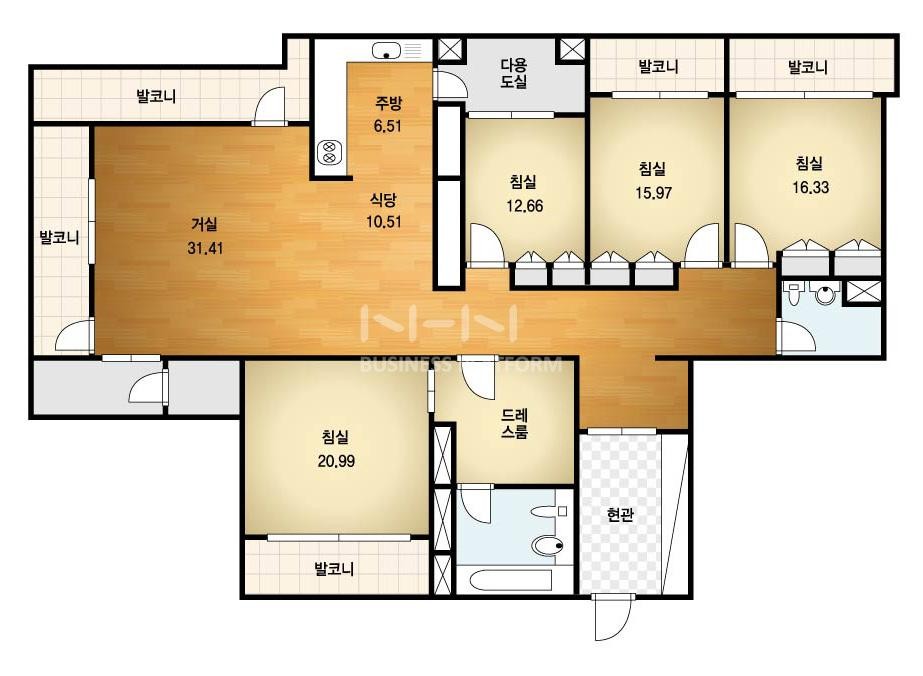 발코니
다용
도실
발코니
발코니
주방
6.51
침실
12.66
침실
15.97
침실
16.33
식당
10.51
거실
31.41
발코니
NHN
BUSINESS PLATFORM
드레
스룸
침실
20.99
현관
발코니